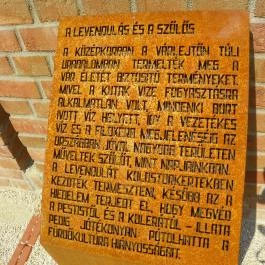 A LEVENDULÁS ÉS A SZŐLŐS
A KÖZÉPKORBAN A VÁRLEJTŐN TÚLI
URADALOMBAN TERMELTÉK MEG A
VÁR ÉLETÉT BIZTOSÍTÓ TERMÉNYEKET.
MIVEL A KUTAK VIZE FOGYASZTÁSRA
ALKALMATLAN VOLT, MINDENKI BORT
IVOTT VÍZ HELYETT, ÍGY A VEZETÉKES
VÍZ ÉS A FILOXÉRA MEGJELENÉSÉIG AZ
ORSZÁGBAN JÓVAL NAGYOBB TERÜLETEN
MŰVELTEK SZŐLŐT, MINT NAPJAINKBAN.
A LEVENDULÁT KOLOSTORKERTEKBEN
KEZDTÉK TERMESZTENI, KÉSŐBB AZ A
HIEDELEM TERJEDT EL, HOGY MEGVÉD
A PESTISTŐL ÉS A KOLERÁTÓL - ILLATA
PEDIG JÓTÉKONYAN PÓTOLHATTA A
FÜRDŐKULTÚRA HIÁNYOSSÁGAIT.